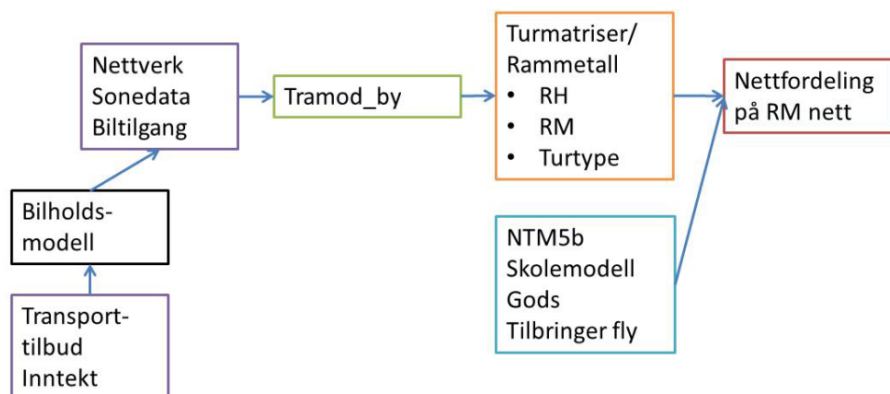 Nettverk
Sonedata
Biltilgang
Tramod_by
Turmatriser/
Rammetall
• RH
• RM
• Turtype
Nettfordeling
på RM nett
Bilholds-
modell
Transport-
tilbud
Inntekt
NTM5b
Skolemodell
Gods
Tilbringer fly